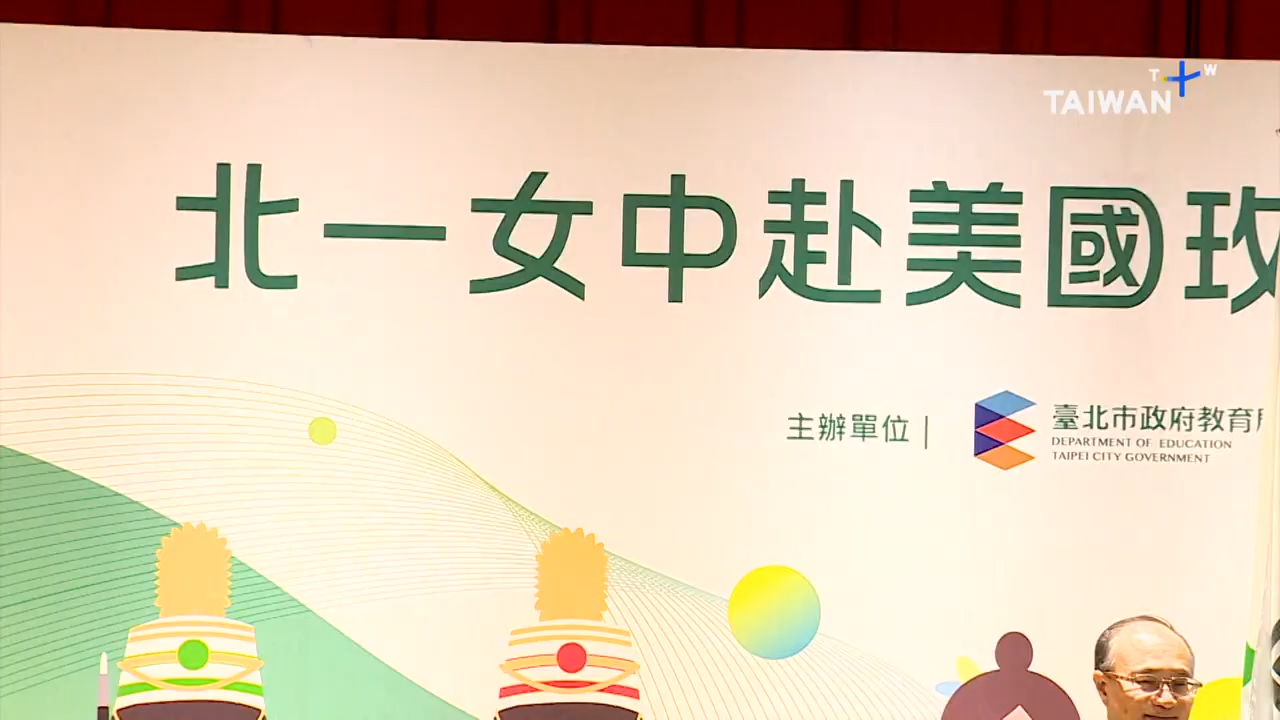 TAIWAN
T W
北一女中赴美國玫
主辦單位 |
臺北市政府教育
DEPARTMENT OF EDUCATION
TAIPEI CITY GOVERNMENT